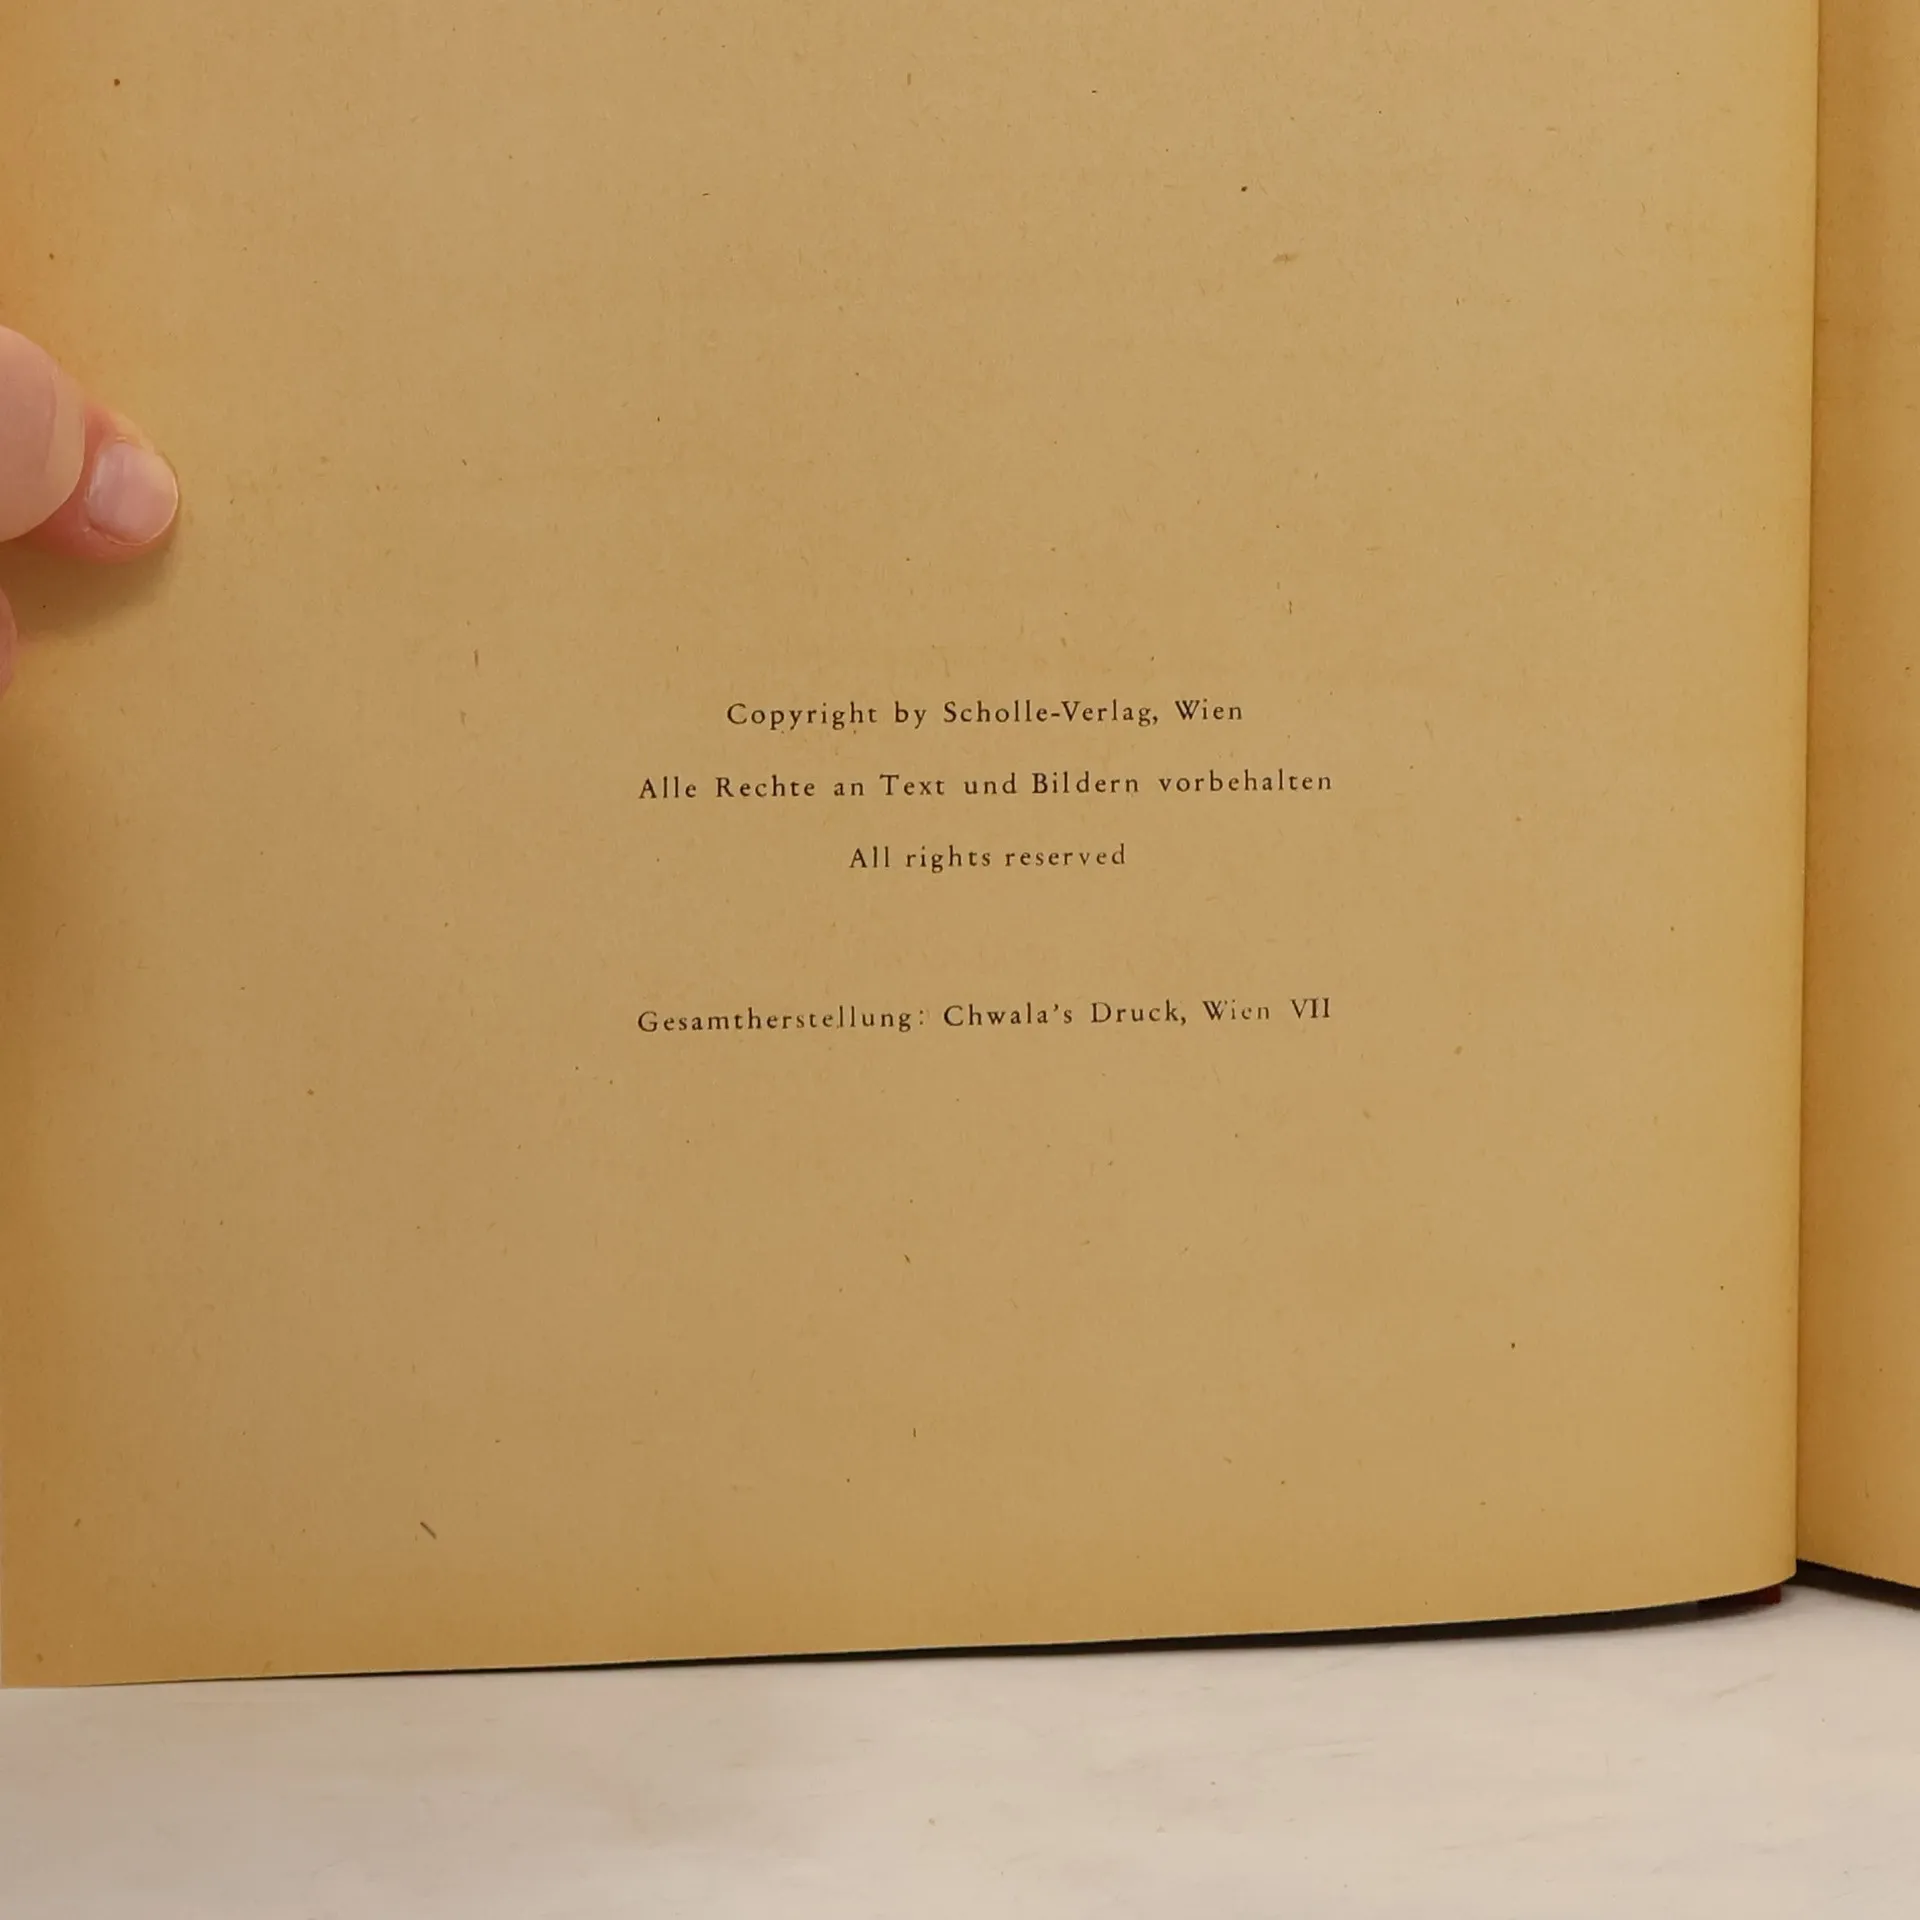 Copyright by Scholle-Verlag, Wien
Alle Rechte an Text und Bildern vorbehalten
All rights reserved
Gesamtherstellung: Chwala's Druck, Wien VII